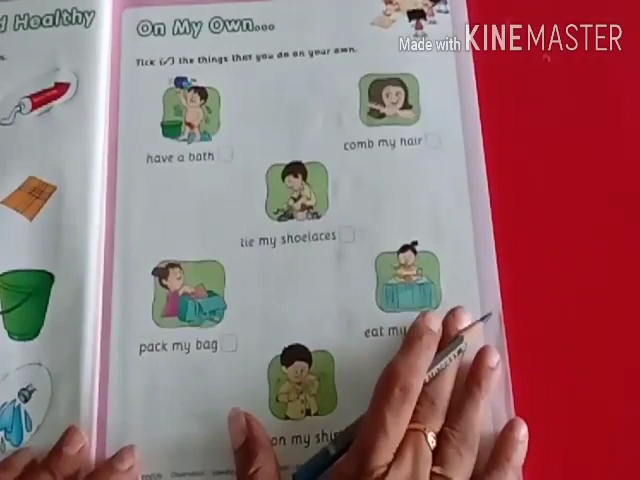 Healthy
On My Own...
Made with KINEMASTER
Tick (✓) the things that you do on your own.
have a bath
comb my hair
tie my shoelaces
pack my bag
eat my
on my